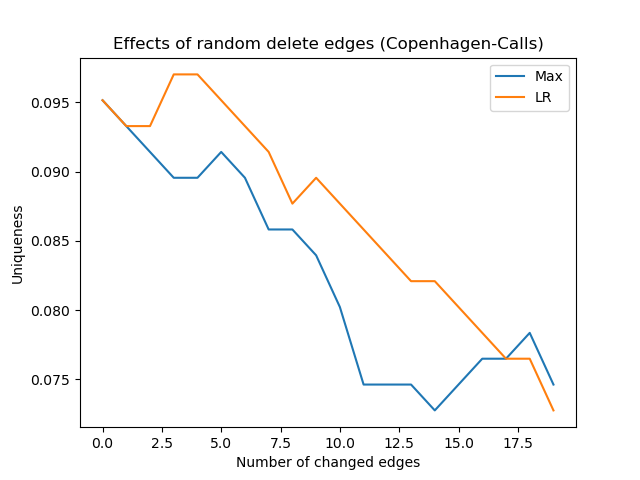 Effects of random delete edges (Copenhagen-Calls)
Max
LR
0.095
0.090
0.085
0.080
0.075
Uniqueness
0.0 2.5 5.0 7.5 10.0 12.5 15.0 17.5
Number of changed edges